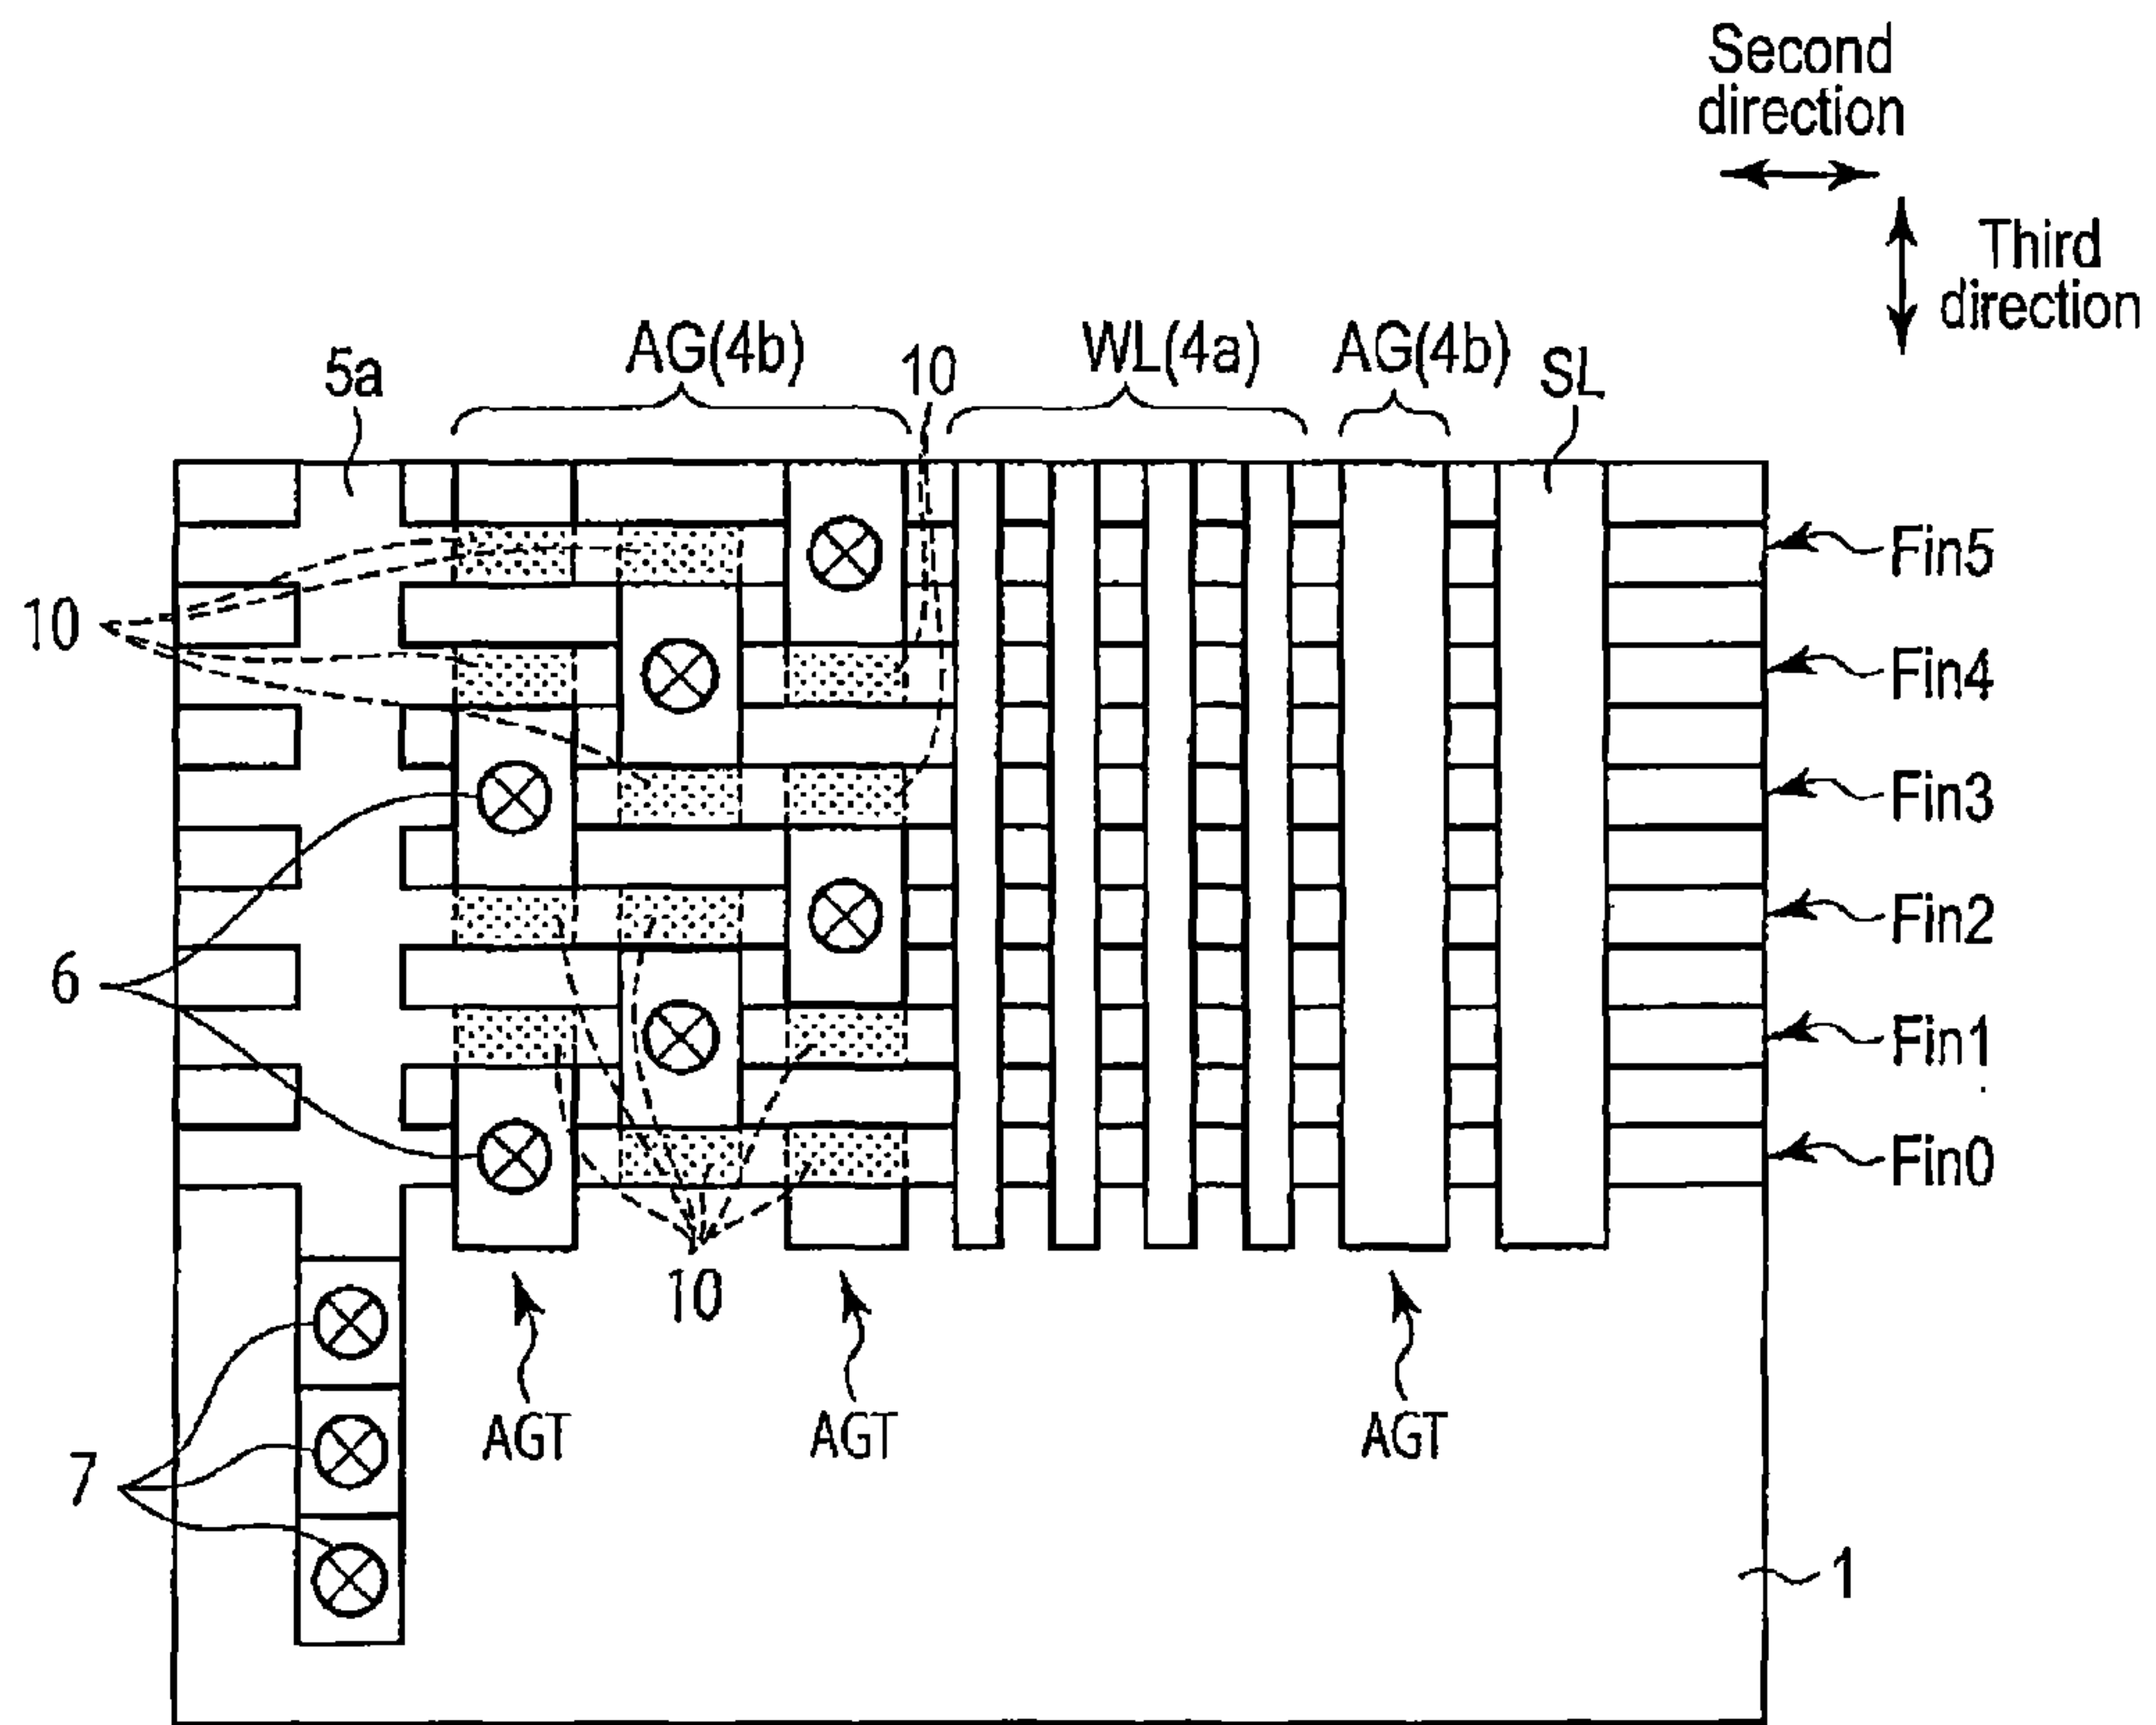 Second
direction
Third
direction
5a
AG(4b)
10
WL(4a)
AG(4b)
SL
Fin5
10
Fin4
Fin3
Fin2
6
Fin1
Fin0
10
AGT
AGT
AGT
7
1